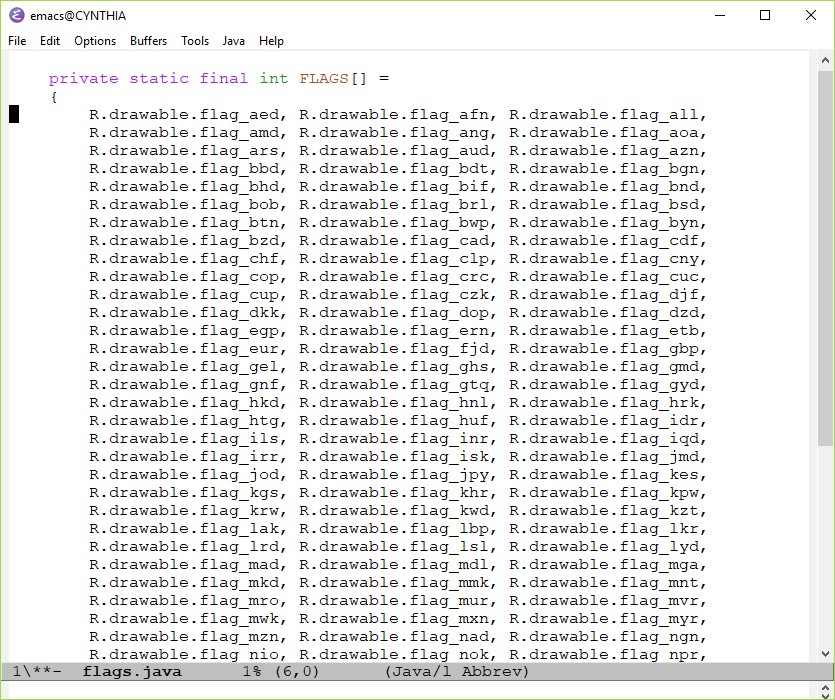 emacs@CYNTHIA
File Edit Options Buffers Tools Java Help
private static final int FLAGS[] =
{
R.drawable.flag_aed, R.drawable.flag_afn, R.drawable.flag_all,
R.drawable.flag_amd, R.drawable.flag_ang, R.drawable.flag_aoa,
R.drawable.flag_ars, R.drawable.flag_aud, R.drawable.flag_azn,
R.drawable.flag_bbd, R.drawable.flag_bdt, R.drawable.flag_bgn,
R.drawable.flag_bhd, R.drawable.flag_bif, R.drawable.flag_bnd,
R.drawable.flag_bob, R.drawable.flag_brl, R.drawable.flag_bsd,
R.drawable.flag_btn, R.drawable.flag_bwp, R.drawable.flag_byn,
R.drawable.flag_bzd, R.drawable.flag_cad, R.drawable.flag_cdf,
R.drawable.flag_chf, R.drawable.flag_clp, R.drawable.flag_cny,
R.drawable.flag_cop, R.drawable.flag_crc, R.drawable.flag_cuc,
R.drawable.flag_cup, R.drawable.flag_czk, R.drawable.flag_djf,
R.drawable.flag_dkk, R.drawable.flag_dop, R.drawable.flag_dzd,
R.drawable.flag_egp, R.drawable.flag_ern, R.drawable.flag_etb,
R.drawable.flag_eur, R.drawable.flag_fjd, R.drawable.flag_gbp,
R.drawable.flag_gel, R.drawable.flag_ghs, R.drawable.flag_gmd,
R.drawable.flag_gnf, R.drawable.flag_gtq, R.drawable.flag_gyd,
R.drawable.flag_hkd, R.drawable.flag_hnl, R.drawable.flag_hrk,
R.drawable.flag_htg, R.drawable.flag_huf, R.drawable.flag_idr,
R.drawable.flag_ils, R.drawable.flag_inr, R.drawable.flag_iqd,
R.drawable.flag_irr, R.drawable.flag_isk, R.drawable.flag_jmd,
R.drawable.flag_jod, R.drawable.flag_jpy, R.drawable.flag_kes,
R.drawable.flag_kgs, R.drawable.flag_khr, R.drawable.flag_kpw,
R.drawable.flag_krw, R.drawable.flag_kwd, R.drawable.flag_kzt,
R.drawable.flag_lak, R.drawable.flag_lbp, R.drawable.flag_lkr,
R.drawable.flag_lrd, R.drawable.flag_lsl, R.drawable.flag_lyd,
R.drawable.flag_mad, R.drawable.flag_mdl, R.drawable.flag_mga,
R.drawable.flag_mkd, R.drawable.flag_mmk, R.drawable.flag_mnt,
R.drawable.flag_mro, R.drawable.flag_mur, R.drawable.flag_mvr,
R.drawable.flag_mwk, R.drawable.flag_mxn, R.drawable.flag_myr,
R.drawable.flag_mzn, R.drawable.flag_nad, R.drawable.flag_ngn,
R.drawable.flag_nio, R.drawable.flag_nok, R.drawable.flag_npr,
1\**- flags.java 1% (6,0) (Java/l Abbrev)